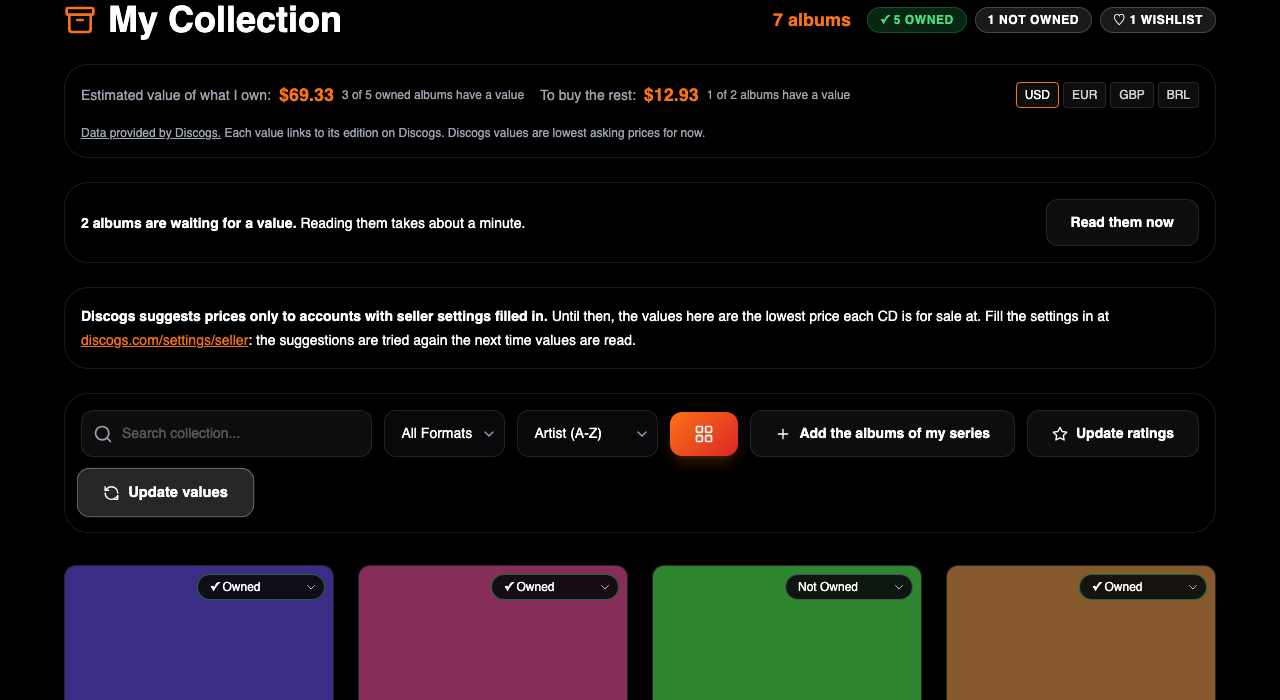 My Collection
7 albums
✓ 5 OWNED
1 NOT OWNED
♡ 1 WISHLIST
Estimated value of what I own: $69.33 3 of 5 owned albums have a value To buy the rest: $12.93 1 of 2 albums have a value
USD
EUR
GBP
BRL
Data provided by Discogs. Each value links to its edition on Discogs. Discogs values are lowest asking prices for now.
2 albums are waiting for a value. Reading them takes about a minute.
Read them now
Discogs suggests prices only to accounts with seller settings filled in. Until then, the values here are the lowest price each CD is for sale at. Fill the settings in at
discogs.com/settings/seller: the suggestions are tried again the next time values are read.
Search collection...
All Formats
Artist (A-Z)
Add the albums of my series
Update ratings
Update values
✓ Owned
✓ Owned
Not Owned
✓ Owned